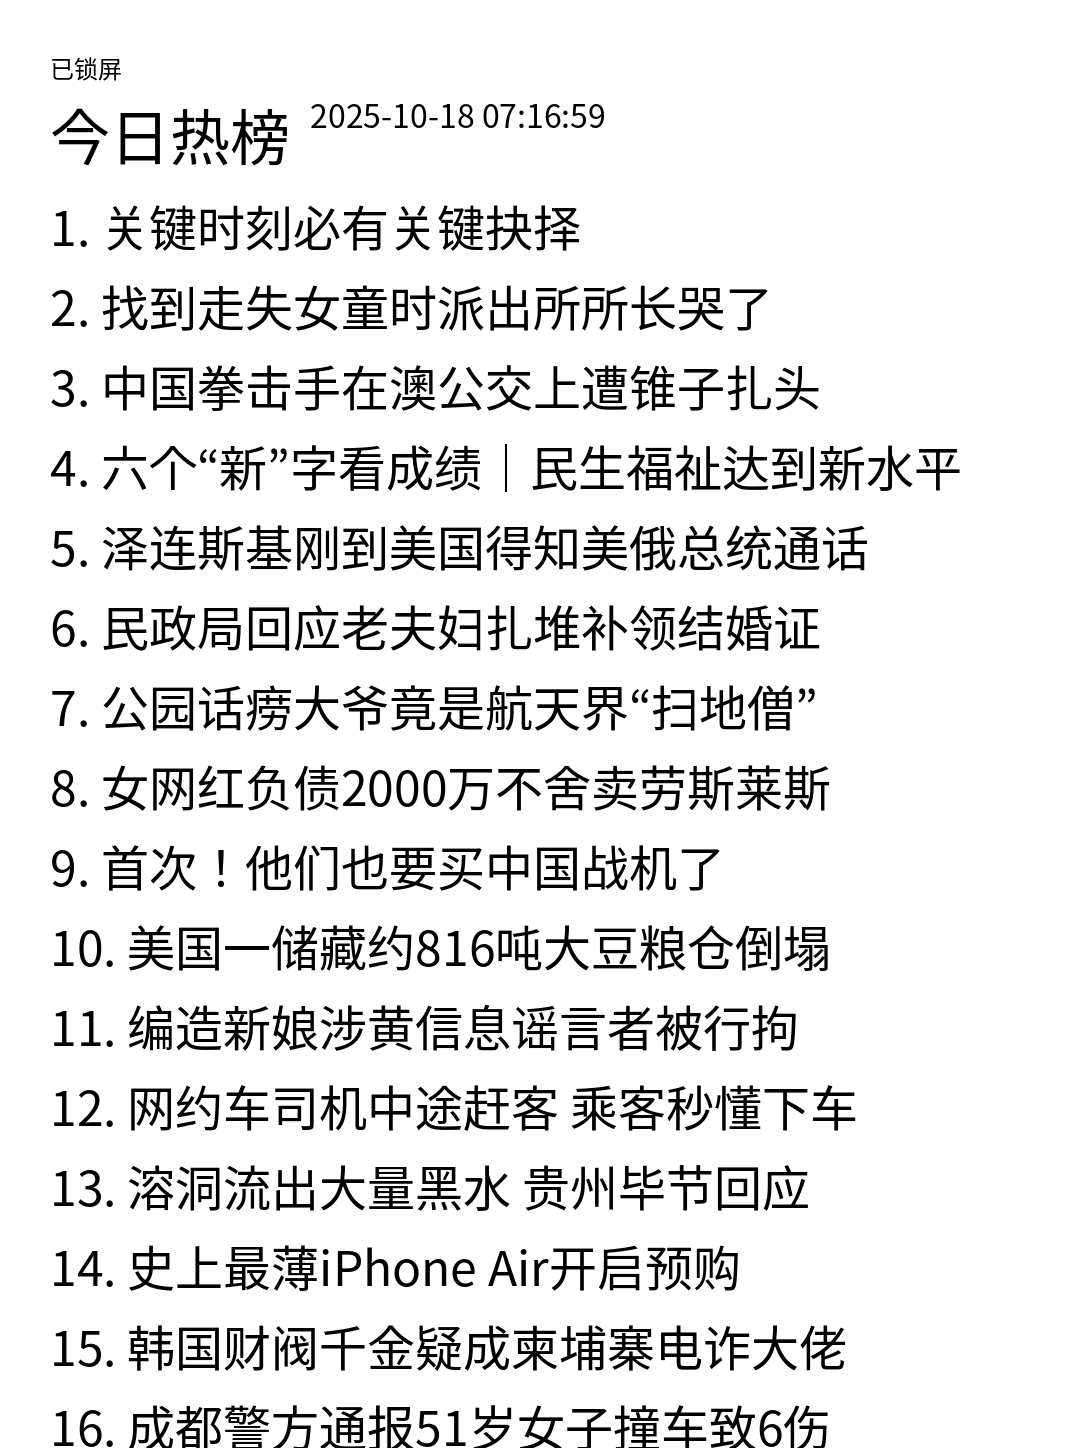 已锁屏
今日热榜 2025-10-18 07:16:59
1. 关键时刻必有关键抉择
2. 找到走失女童时派出所所长哭了
3. 中国拳击手在澳公交上遭锥子扎头
4. 六个“新”字看成绩｜民生福祉达到新水平
5. 泽连斯基刚到美国得知美俄总统通话
6. 民政局回应老夫妇扎堆补领结婚证
7. 公园话痨大爷竟是航天界“扫地僧”
8. 女网红负债2000万不舍卖劳斯莱斯
9. 首次！他们也要买中国战机了
10. 美国一储藏约816吨大豆粮仓倒塌
11. 编造新娘涉黄信息谣言者被行拘
12. 网约车司机中途赶客 乘客秒懂下车
13. 溶洞流出大量黑水 贵州毕节回应
14. 史上最薄iPhone Air开启预购
15. 韩国财阀千金疑成柬埔寨电诈大佬
16. 成都警方通报51岁女子撞车致6伤